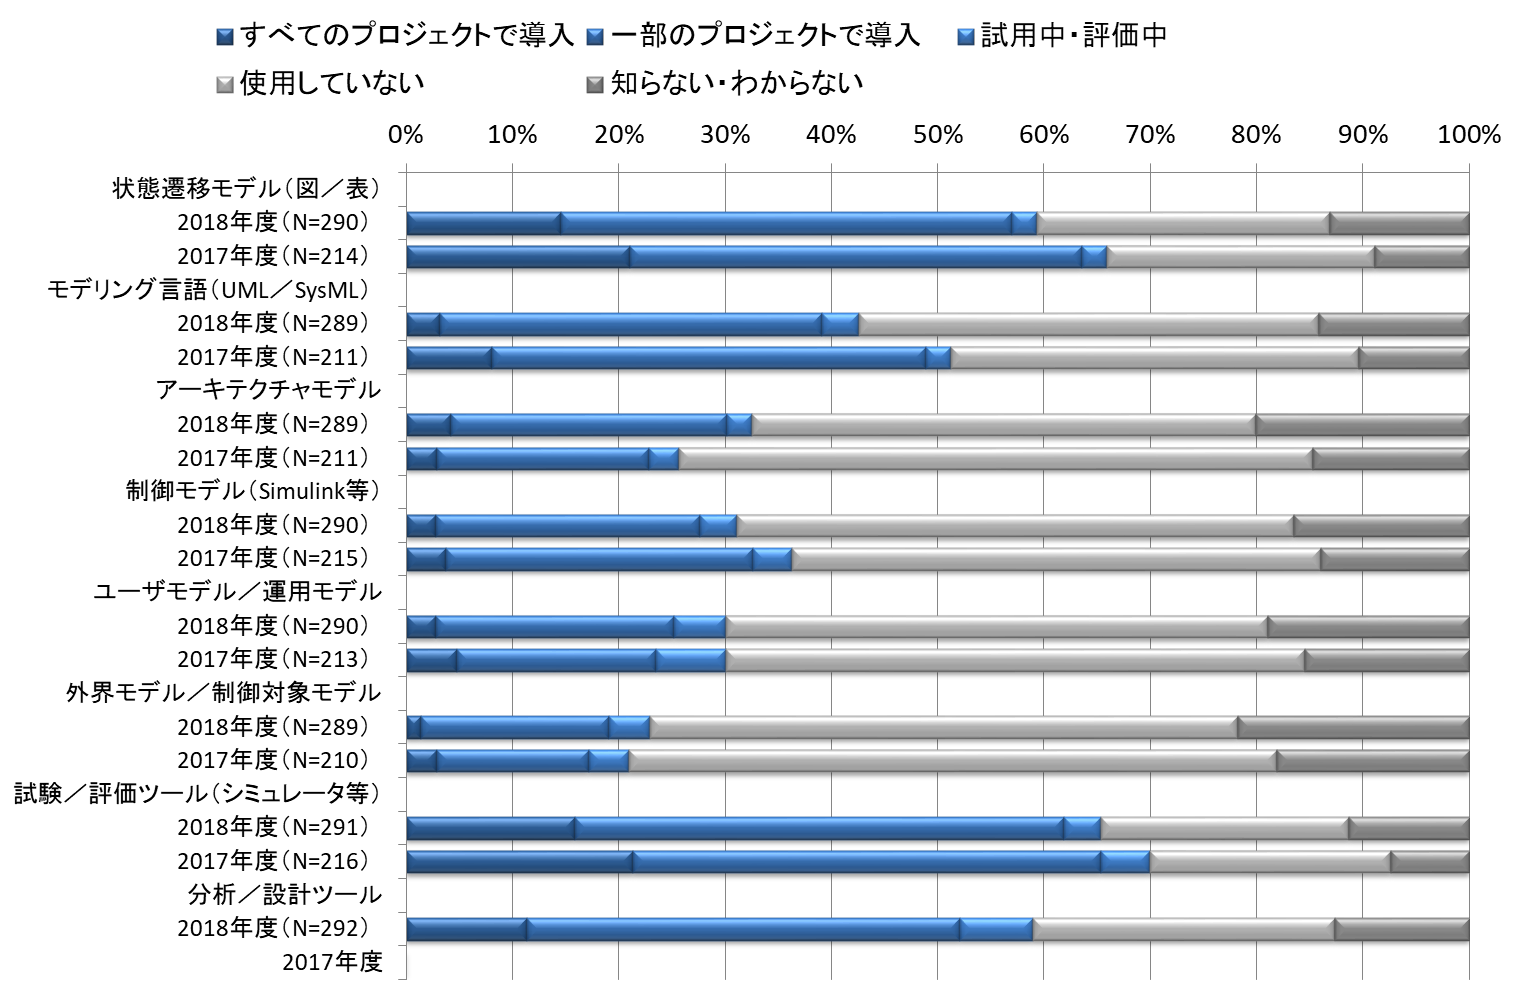 すべてのプロジェクトで導入 一部のプロジェクトで導入 試用中・評価中
使用していない 知らない・わからない
0% 10% 20% 30% 40% 50% 60% 70% 80% 90% 100%
状態遷移モデル（図／表）
2018年度（N=290）
2017年度（N=214）
モデリング言語（UML／SysML）
2018年度（N=289）
2017年度（N=211）
アーキテクチャモデル
2018年度（N=289）
2017年度（N=211）
制御モデル（Simulink等）
2018年度（N=290）
2017年度（N=215）
ユーザモデル／運用モデル
2018年度（N=290）
2017年度（N=213）
外界モデル／制御対象モデル
2018年度（N=289）
2017年度（N=210）
試験／評価ツール（シミュレータ等）
2018年度（N=291）
2017年度（N=216）
分析／設計ツール
2018年度（N=292）
2017年度